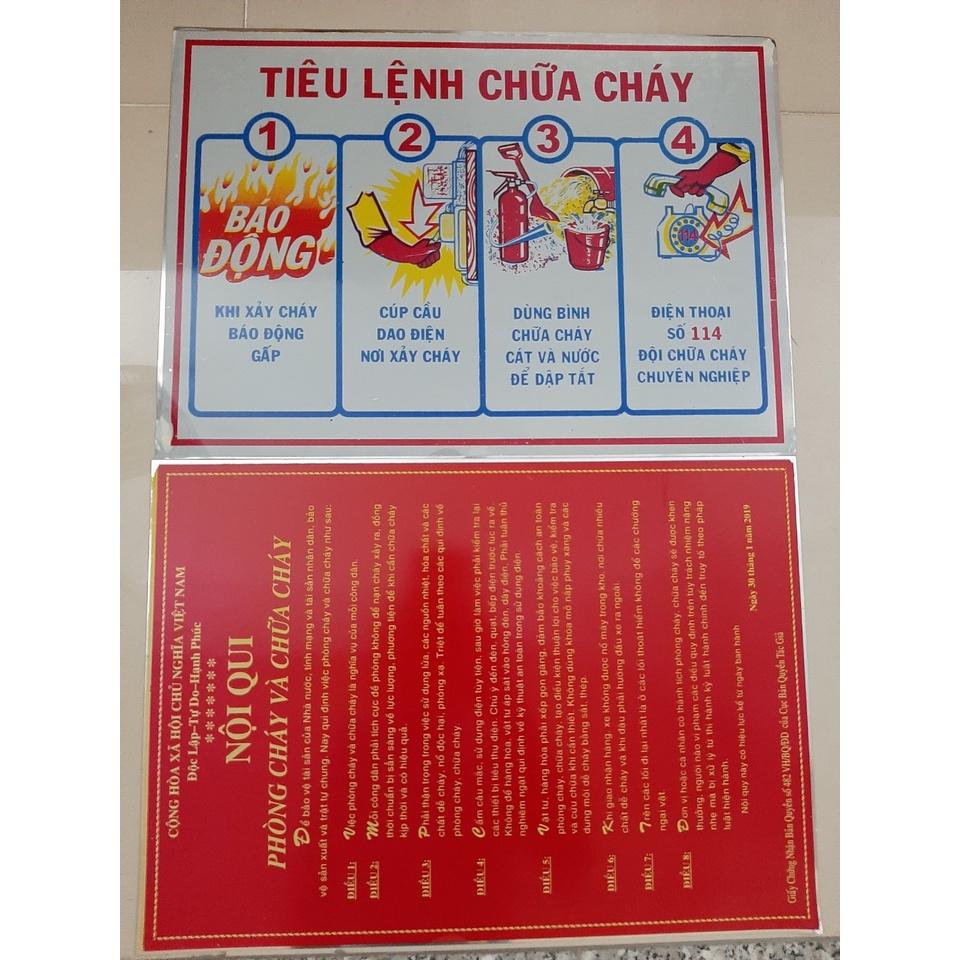 TIÊU LỆNH CHỮA CHÁY
1
BÁO
ĐỘNG
KHI XẢY CHÁY
BÁO ĐỘNG
GẤP
2
CÚP CẦU
DAO ĐIỆN
NƠI XẢY CHÁY
3
DÙNG BÌNH
CHỮA CHÁY
CÁT VÀ NƯỚC
ĐỂ DẬP TẮT
4
114
ĐIỆN THOẠI
SỐ 114
ĐỘI CHỮA CHÁY
CHUYÊN NGHIỆP
CỘNG HÒA XÃ HỘI CHỦ NGHĨA VIỆT NAM
Độc Lập-Tự Do-Hạnh Phúc
*******
NỘI QUI
PHÒNG CHÁY VÀ CHỮA CHÁY
Để bảo vệ tài sản của Nhà nước, tính mạng và tài sản nhân dân, bảo
vệ sản xuất và trật tự chung. Nay qui định việc phòng cháy và chữa cháy như sau:
ĐIỀU 1: Việc phòng cháy và chữa cháy là nghĩa vụ của mỗi công dân.
ĐIỀU 2: Mỗi công dân phải tích cực đề phòng không để nạn cháy xảy ra, đồng
thời chuẩn bị sẵn sàng về lực lượng, phương tiện để khi cần chữa cháy
kịp thời và có hiệu quả.
ĐIỀU 3: Phải thận trọng trong việc sử dụng lửa, các nguồn nhiệt, hóa chất và các
chất dễ cháy, nổ độc hại, phóng xạ. Triệt để tuân theo các qui định về
phòng cháy, chữa cháy.
ĐIỀU 4: Cấm câu mắc, sử dụng điện tùy tiện, sau giờ làm việc phải kiểm tra lại
các thiết bị tiêu thụ điện. Chú ý đến đèn, quạt, bếp điện trước lúc ra về.
Không để hàng hóa, vật tư áp sát vào hông đèn, dây điện. Phải tuân thủ
nghiêm ngặt qui định về kỹ thuật an toàn trong sử dụng điện.
ĐIỀU 5: Vật tư, hàng hóa phải xếp gọn gàng, đảm bảo khoảng cách an toàn
phòng cháy, chữa cháy, tạo điều kiện thuận lợi cho việc bảo vệ, kiểm tra
và cứu chữa khi cần thiết. Không dùng khóa mở nắp phuy xăng và các
dung môi dễ cháy bằng sắt, thép.
ĐIỀU 6: Khi giao nhận hàng, xe không được nổ máy trong kho, nơi chứa nhiều
chất dễ cháy và khi đậu phải hướng đầu xe ra ngoài.
ĐIỀU 7: Trên các lối đi lại nhất là ở các lối thoát hiểm không để các chướng
ngại vật.
ĐIỀU 8: Đơn vị hoặc cá nhân có thành tích phòng cháy, chữa cháy sẽ được khen
thưởng, người nào vi phạm các điều quy định trên tùy trách nhiệm nặng
nhẹ mà bị xử lý từ thi hành kỷ luật hành chính đến truy tố theo pháp
luật hiện hành.
Nội quy này có hiệu lực kể từ ngày ban hành
Ngày 30 tháng 1 năm 2019
Giấy Chứng Nhận Bản Quyền số 482 VH/BQ/ĐD của Cục Bản Quyền Tác Giả